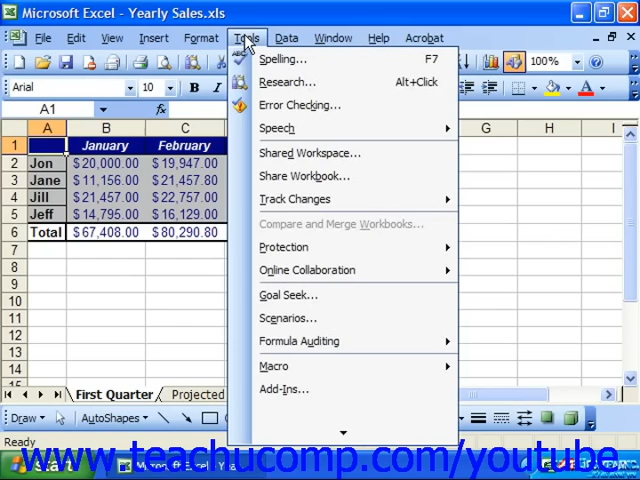 Microsoft Excel - Yearly Sales.xls
File Edit View Insert Format Tools Data Window Help Acrobat
100%
Arial 10 B
A1 fx
A B C G H I
1 January February
2 Jon $20,000.00 $19,947.00
3 Jane $11,156.00 $21,457.80
4 Jill $21,457.00 $22,757.00
5 Jeff $14,795.00 $16,129.00
6 Total $67,408.00 $80,290.80
7
8
9
10
11
12
13
14
15
Spelling... F7
Research... Alt+Click
Error Checking...
Speech
Shared Workspace...
Share Workbook...
Track Changes
Compare and Merge Workbooks...
Protection
Online Collaboration
Goal Seek...
Scenarios...
Formula Auditing
Macro
Add-Ins...
First Quarter Projected
Draw AutoShapes
Ready
www.teachucomp.com/youtube
Start Microsoft Excel - Yea